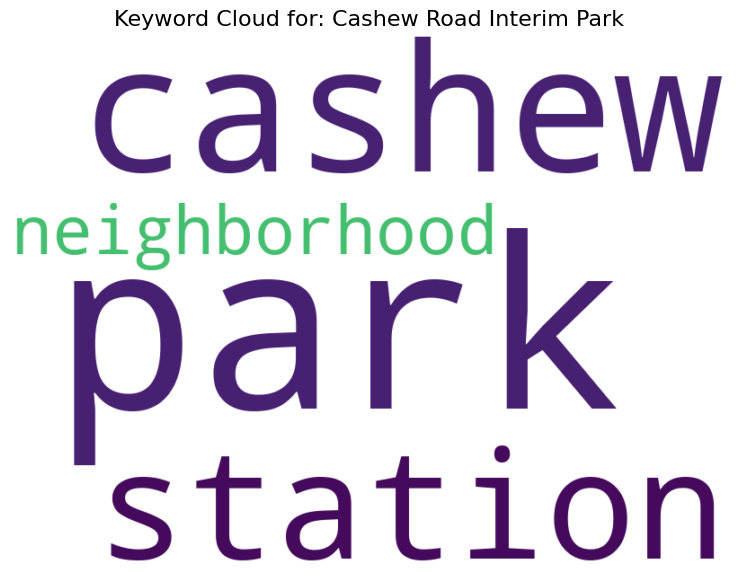 Keyword Cloud for: Cashew Road Interim Park
cashew
neighborhood
park
station